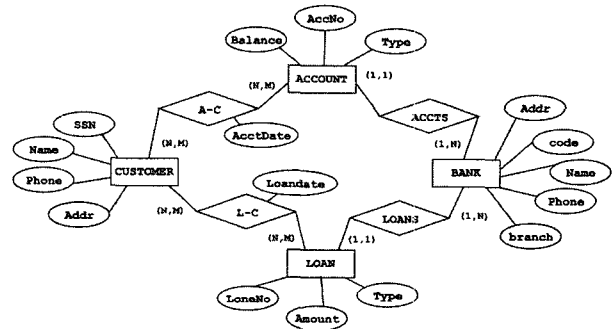 AccNo
Balance
Type
(N,M)
ACCOUNT
(1,1)
A-C
ACCTS
Addr
SSN
AcctDate
code
Name
(N,M)
(1,N)
CUSTOMER
BANK
Name
Phone
Loandate
Phone
(N,M)
L-C
LOANS
(1,N)
Addr
(N,M)
(1,1)
branch
LOAN
LoneNo
Type
Amount